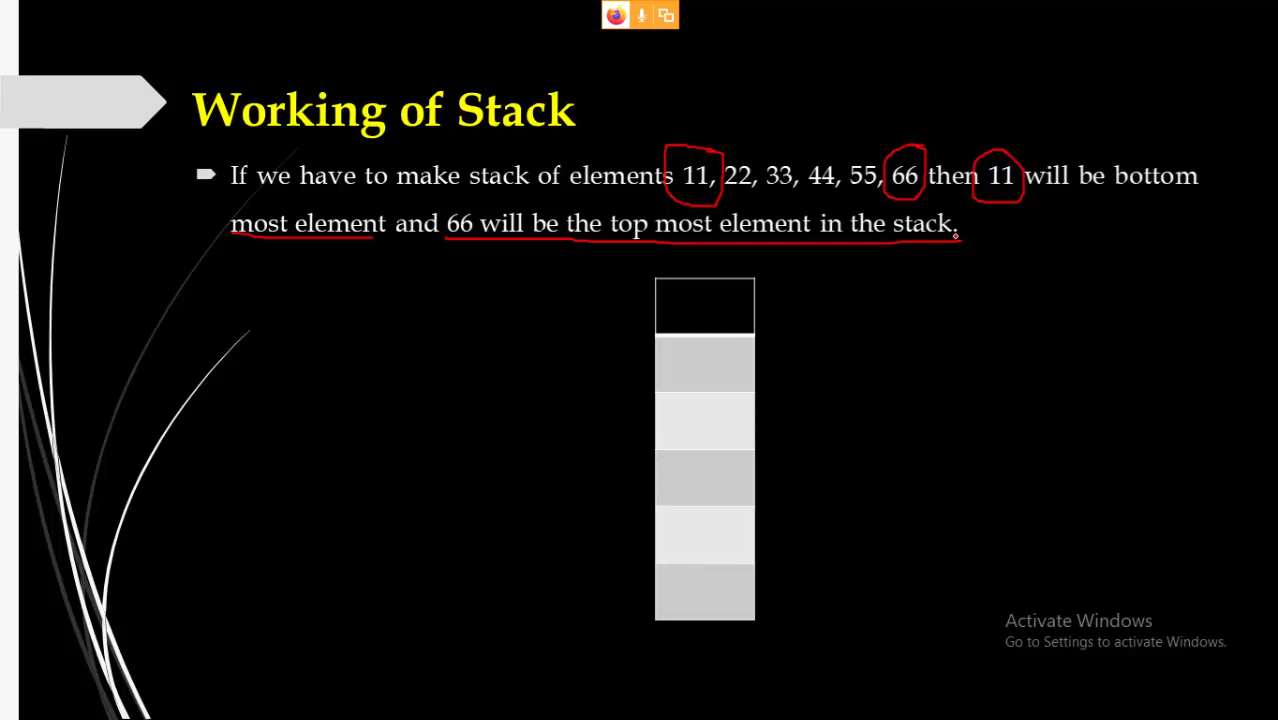 Working of Stack
If we have to make stack of elements 11, 22, 33, 44, 55, 66 then 11 will be bottom
most element and 66 will be the top most element in the stack.
Activate Windows
Go to Settings to activate Windows.